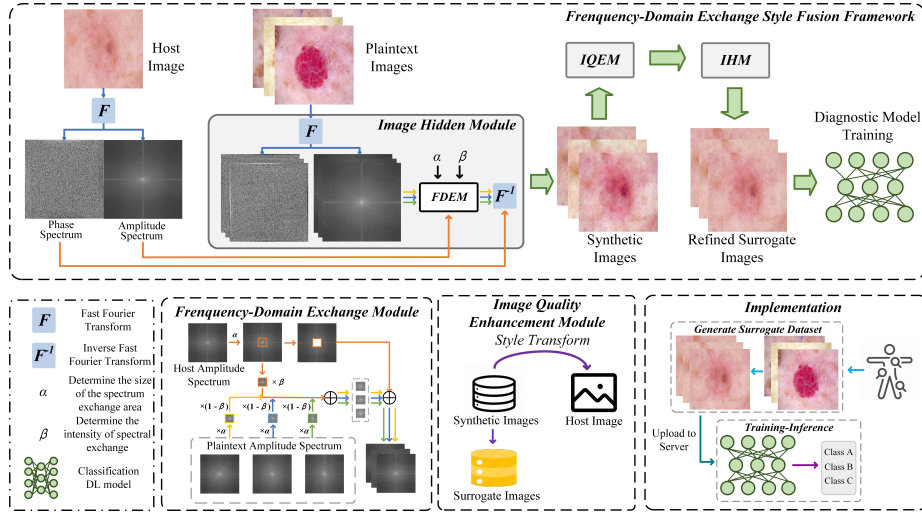 Frenquency-Domain Exchange Style Fusion Framework
Host
Image
Plaintext
Images
F
F
Image Hidden Module
α
β
FDEM
F⁻¹
Phase
Spectrum
Amplitude
Spectrum
IQEM
IHM
Synthetic
Images
Refined Surrogate
Images
Diagnostic Model
Training
F
Fast Fourier
Transform
F⁻¹
Inverse Fast
Fourier Transform
α
Determine the size
of the spectrum
exchange area
β
Determine the
intensity of spectral
exchange
Classification
DL model
Frenquency-Domain Exchange Module
α
Host Amplitude
Spectrum
×β
×(1-β)
×(1-β)
×(1-β)
×α
×α
×α
Plaintext Amplitude Spectrum
Image Quality
Enhancement Module
Style Transform
Synthetic Images
Host Image
Surrogate Images
Implementation
Generate Surrogate Dataset
Upload to
Server
Training-Inference
Class A
Class B
Class C